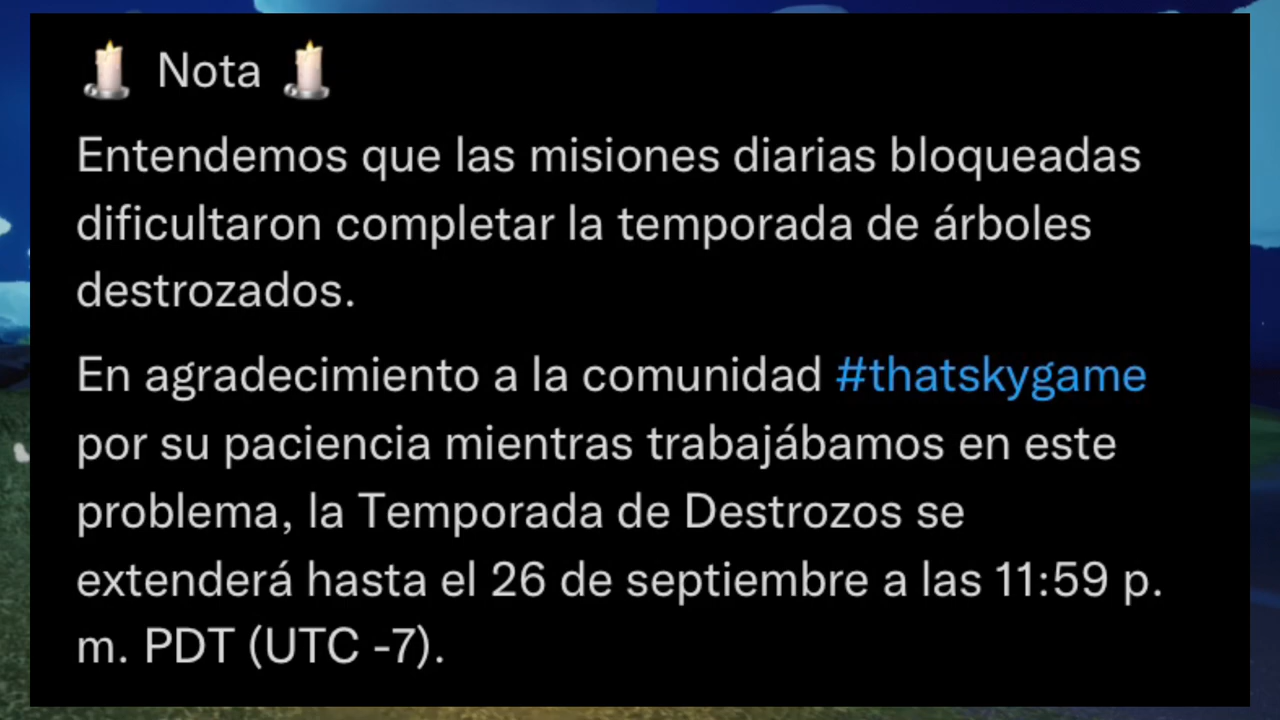 🕯️ Nota 🕯️
Entendemos que las misiones diarias bloqueadas
dificultaron completar la temporada de árboles
destrozados.
En agradecimiento a la comunidad #thatskygame
por su paciencia mientras trabajábamos en este
problema, la Temporada de Destrozos se
extenderá hasta el 26 de septiembre a las 11:59 p.
m. PDT (UTC -7).